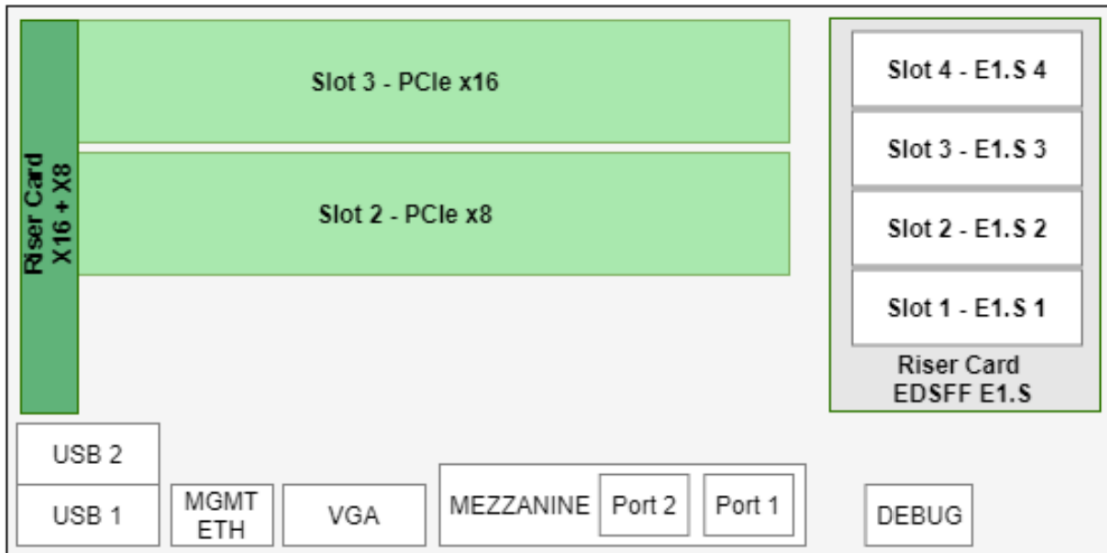 Riser Card
X16 + X8
Slot 3 - PCIe x16
Slot 2 - PCIe x8
Slot 4 - E1.S 4
Slot 3 - E1.S 3
Slot 2 - E1.S 2
Slot 1 - E1.S 1
Riser Card
EDSFF E1.S
USB 2
USB 1
MGMT
ETH
VGA
MEZZANINE
Port 2
Port 1
DEBUG